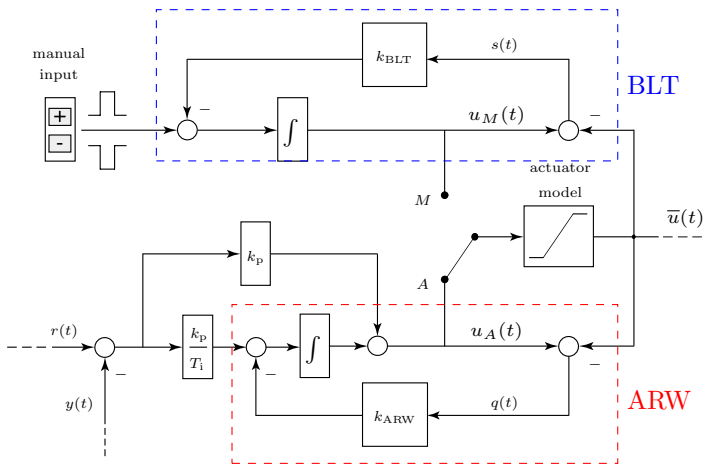 manual
input
+
-
k_BLT
s(t)
BLT
−
∫
u_M(t)
−
actuator
model
M
u̅(t)
k_p
A
r(t)
k_p
T_i
−
y(t)
−
∫
u_A(t)
−
k_ARW
q(t)
ARW